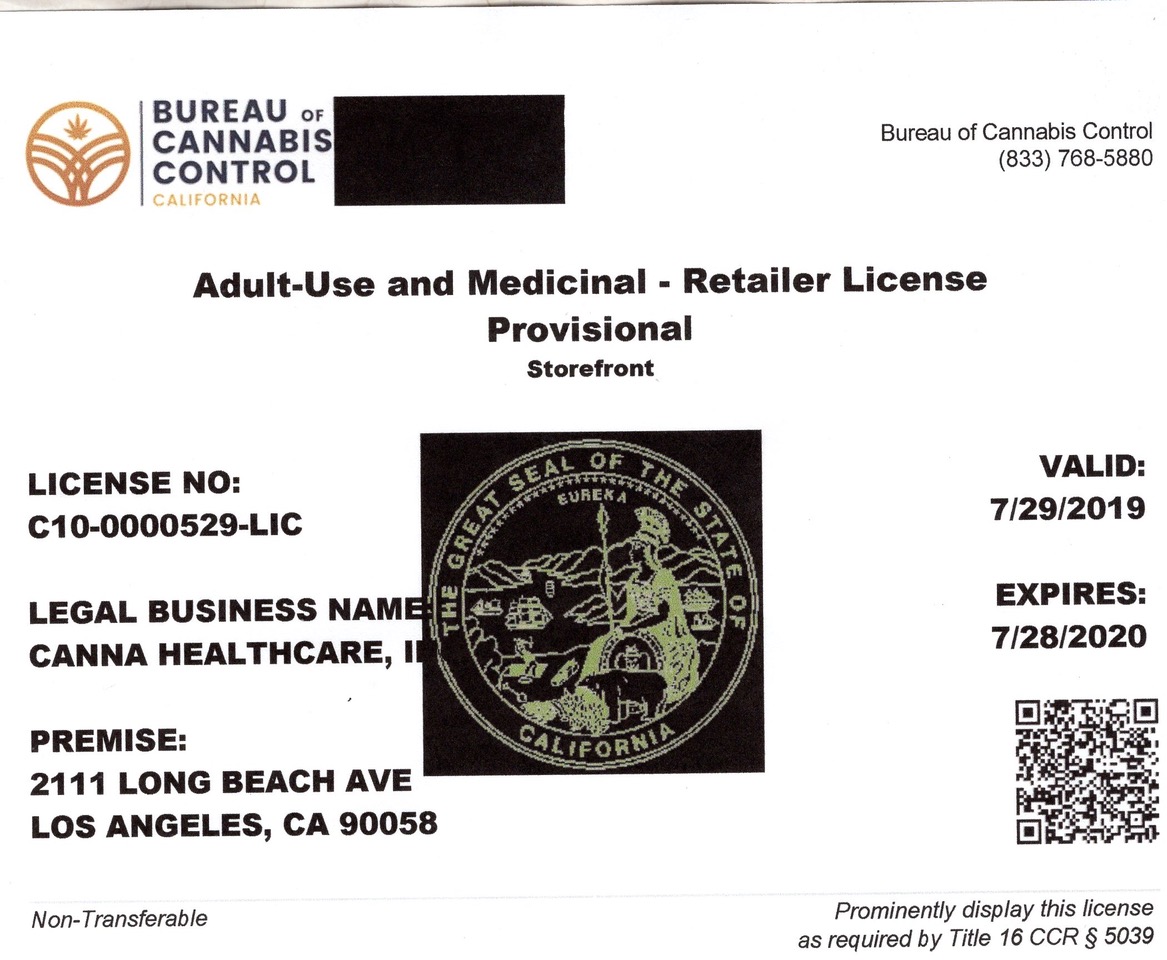 BUREAU OF
CANNABIS
CONTROL
CALIFORNIA
Bureau of Cannabis Control
(833) 768-5880
Adult-Use and Medicinal - Retailer License
Provisional
Storefront
LICENSE NO:
C10-0000529-LIC
LEGAL BUSINESS NAME:
CANNA HEALTHCARE,
PREMISE:
2111 LONG BEACH AVE
LOS ANGELES, CA 90058
THE GREAT SEAL OF THE STATE OF
EUREKA
CALIFORNIA
VALID:
7/29/2019
EXPIRES:
7/28/2020
Non-Transferable
Prominently display this license
as required by Title 16 CCR § 5039